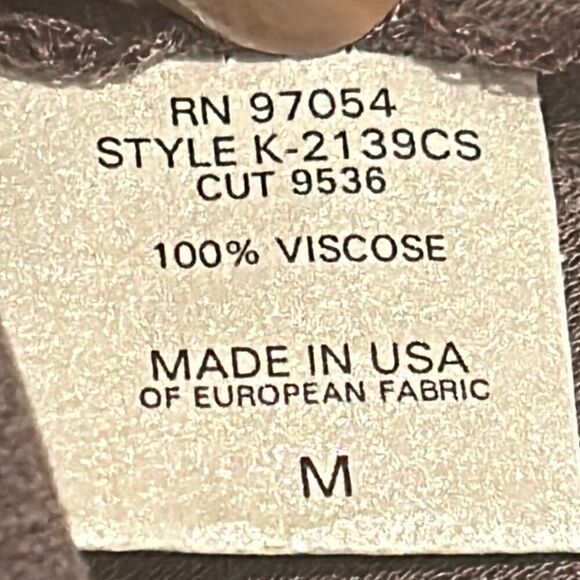 RN 97054
STYLE K-2139CS
CUT 9536
100% VISCOSE
MADE IN USA
OF EUROPEAN FABRIC
M